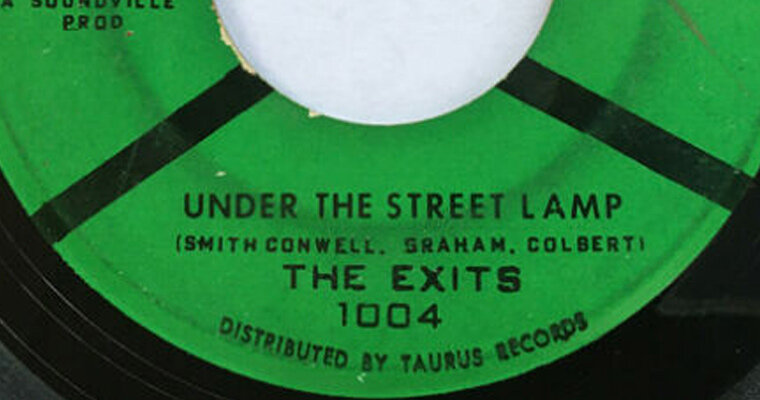 A SOUNDVILLE
PROD
UNDER THE STREET LAMP
(SMITH CONWELL. GRAHAM. COLBERT)
THE EXITS
1004
DISTRIBUTED BY TAURUS RECORDS